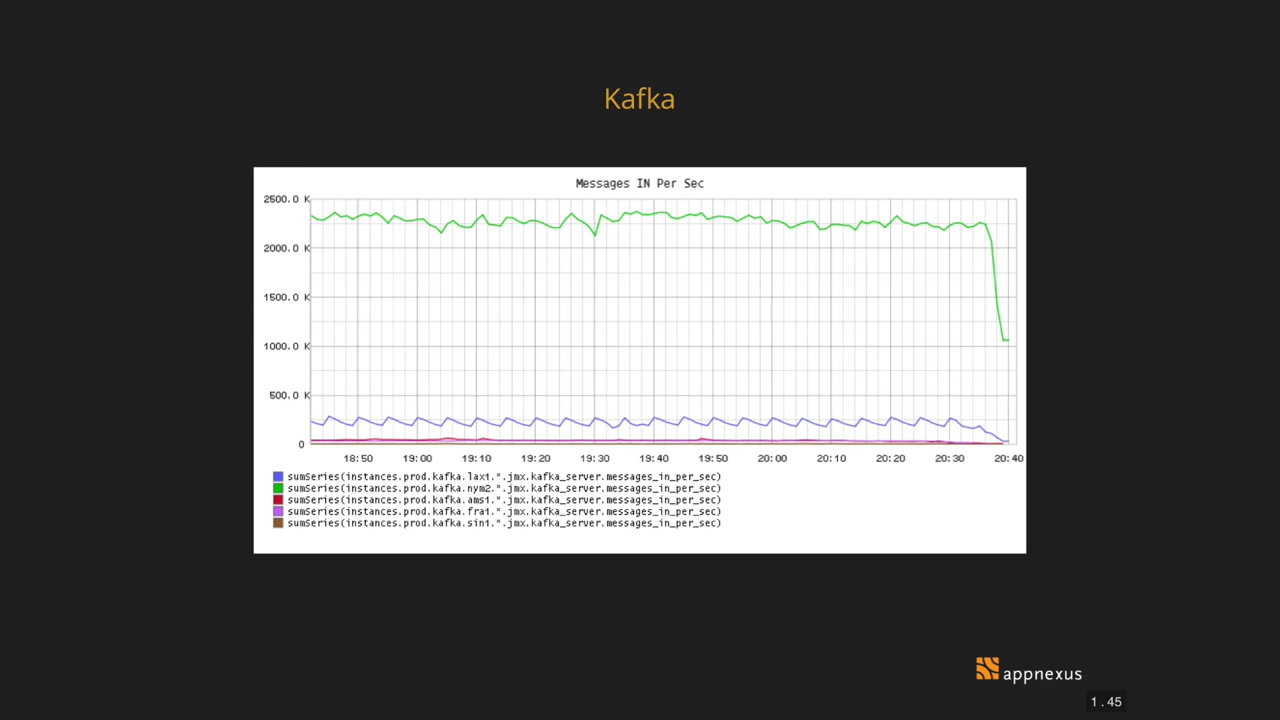 Kafka
Messages IN Per Sec
2500.0 K
2000.0 K
1500.0 K
1000.0 K
500.0 K
0
18:50 19:00 19:10 19:20 19:30 19:40 19:50 20:00 20:10 20:20 20:30 20:40
sumSeries(instances.prod.kafka.lax1.*.jmx.kafka_server.messages_in_per_sec)
sumSeries(instances.prod.kafka.nym2.*.jmx.kafka_server.messages_in_per_sec)
sumSeries(instances.prod.kafka.ams1.*.jmx.kafka_server.messages_in_per_sec)
sumSeries(instances.prod.kafka.fra1.*.jmx.kafka_server.messages_in_per_sec)
sumSeries(instances.prod.kafka.sin1.*.jmx.kafka_server.messages_in_per_sec)
appnexus
1.45